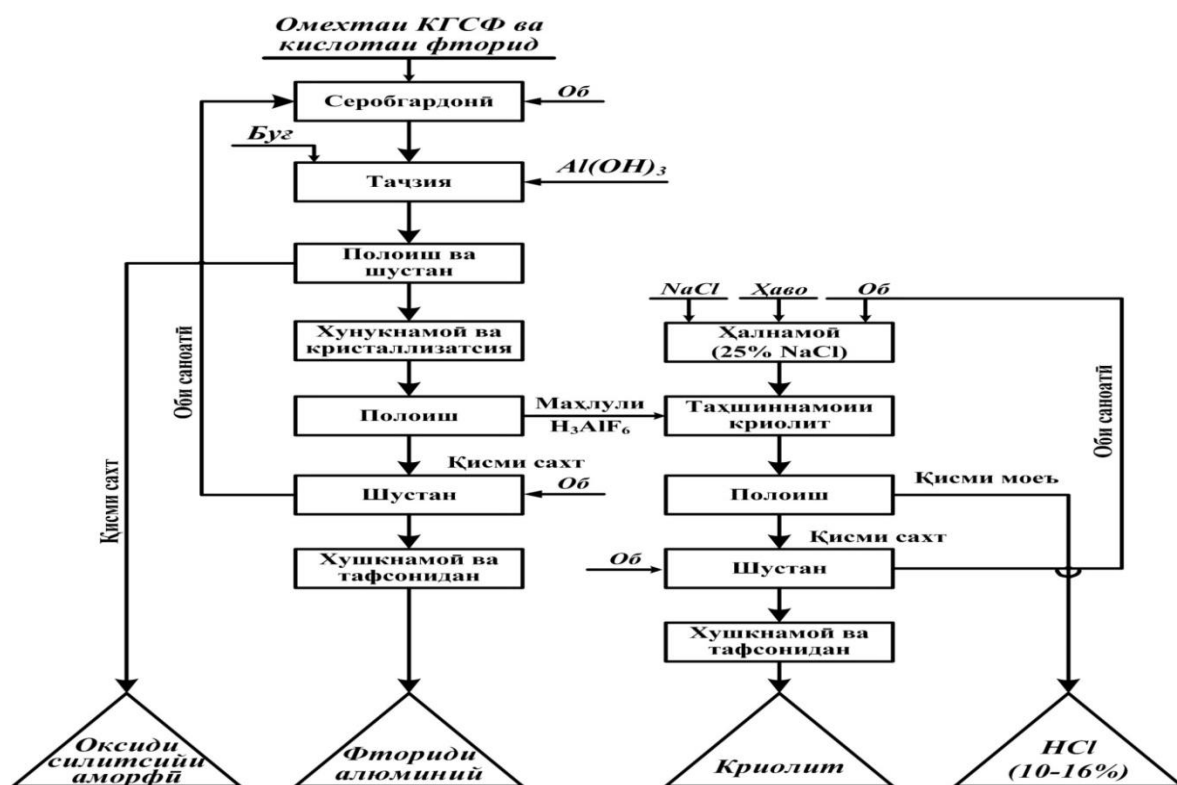 Омехтаи КГСФ ва
кислотаи фторид
Серобгардонӣ
Об
Буғ
Таҷзия
Al(OH)₃
Полоиш ва
шустан
Хунукнамоӣ ва
кристаллизатсия
Полоиш
Маҳлули
H₃AlF₆
Қисми сахт
Шустан
Об
Хушкнамоӣ ва
тафсонидан
Қисми сахт
Оби саноатӣ
NaCl
Ҳаво
Об
Ҳалнамоӣ
(25% NaCl)
Таҳшиннамоии
криолит
Полоиш
Қисми моеъ
Қисми сахт
Об
Шустан
Хушкнамоӣ ва
тафсонидан
Оби саноатӣ
Оксиди
силитсийи
аморфӣ
Фториди
алюминий
Криолит
HCl
(10-16%)